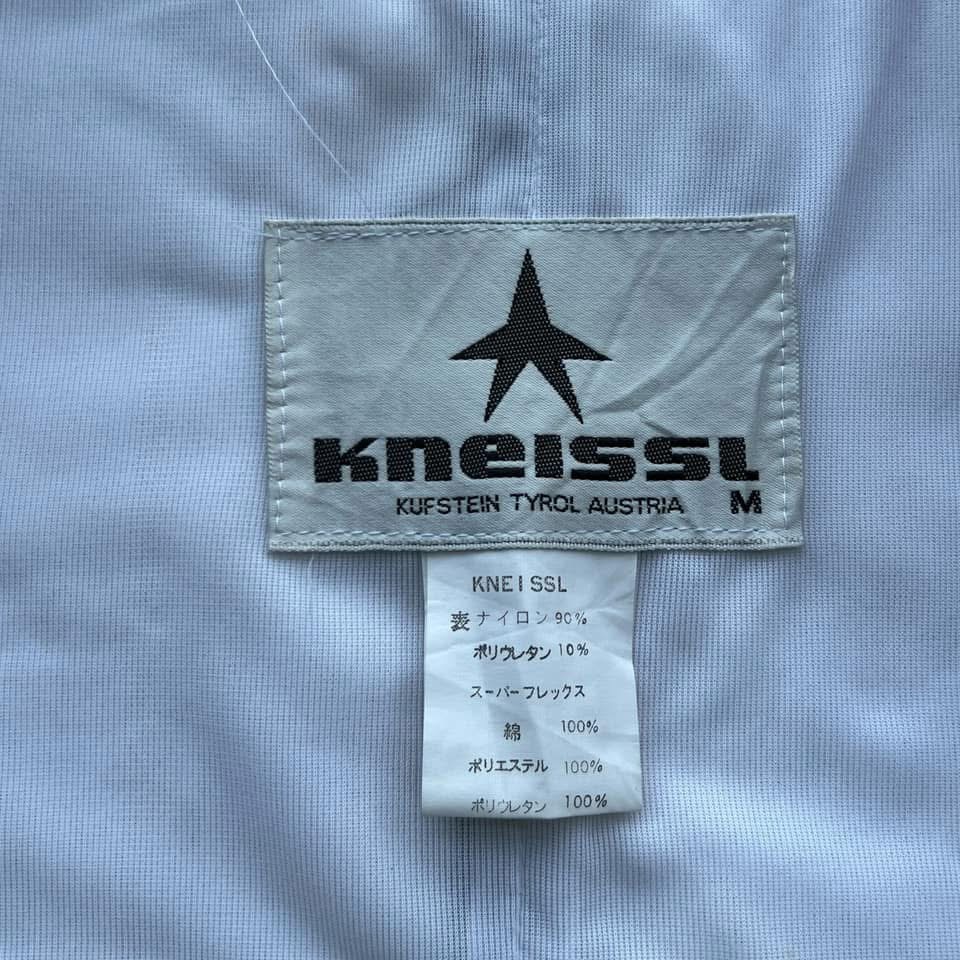 KNEISSL
KUFSTEIN TYROL AUSTRIA M
KNEISSL
表 ナイロン 90%
ポリウレタン 10%
スーパーフレックス
綿 100%
ポリエステル 100%
ポリウレタン 100%